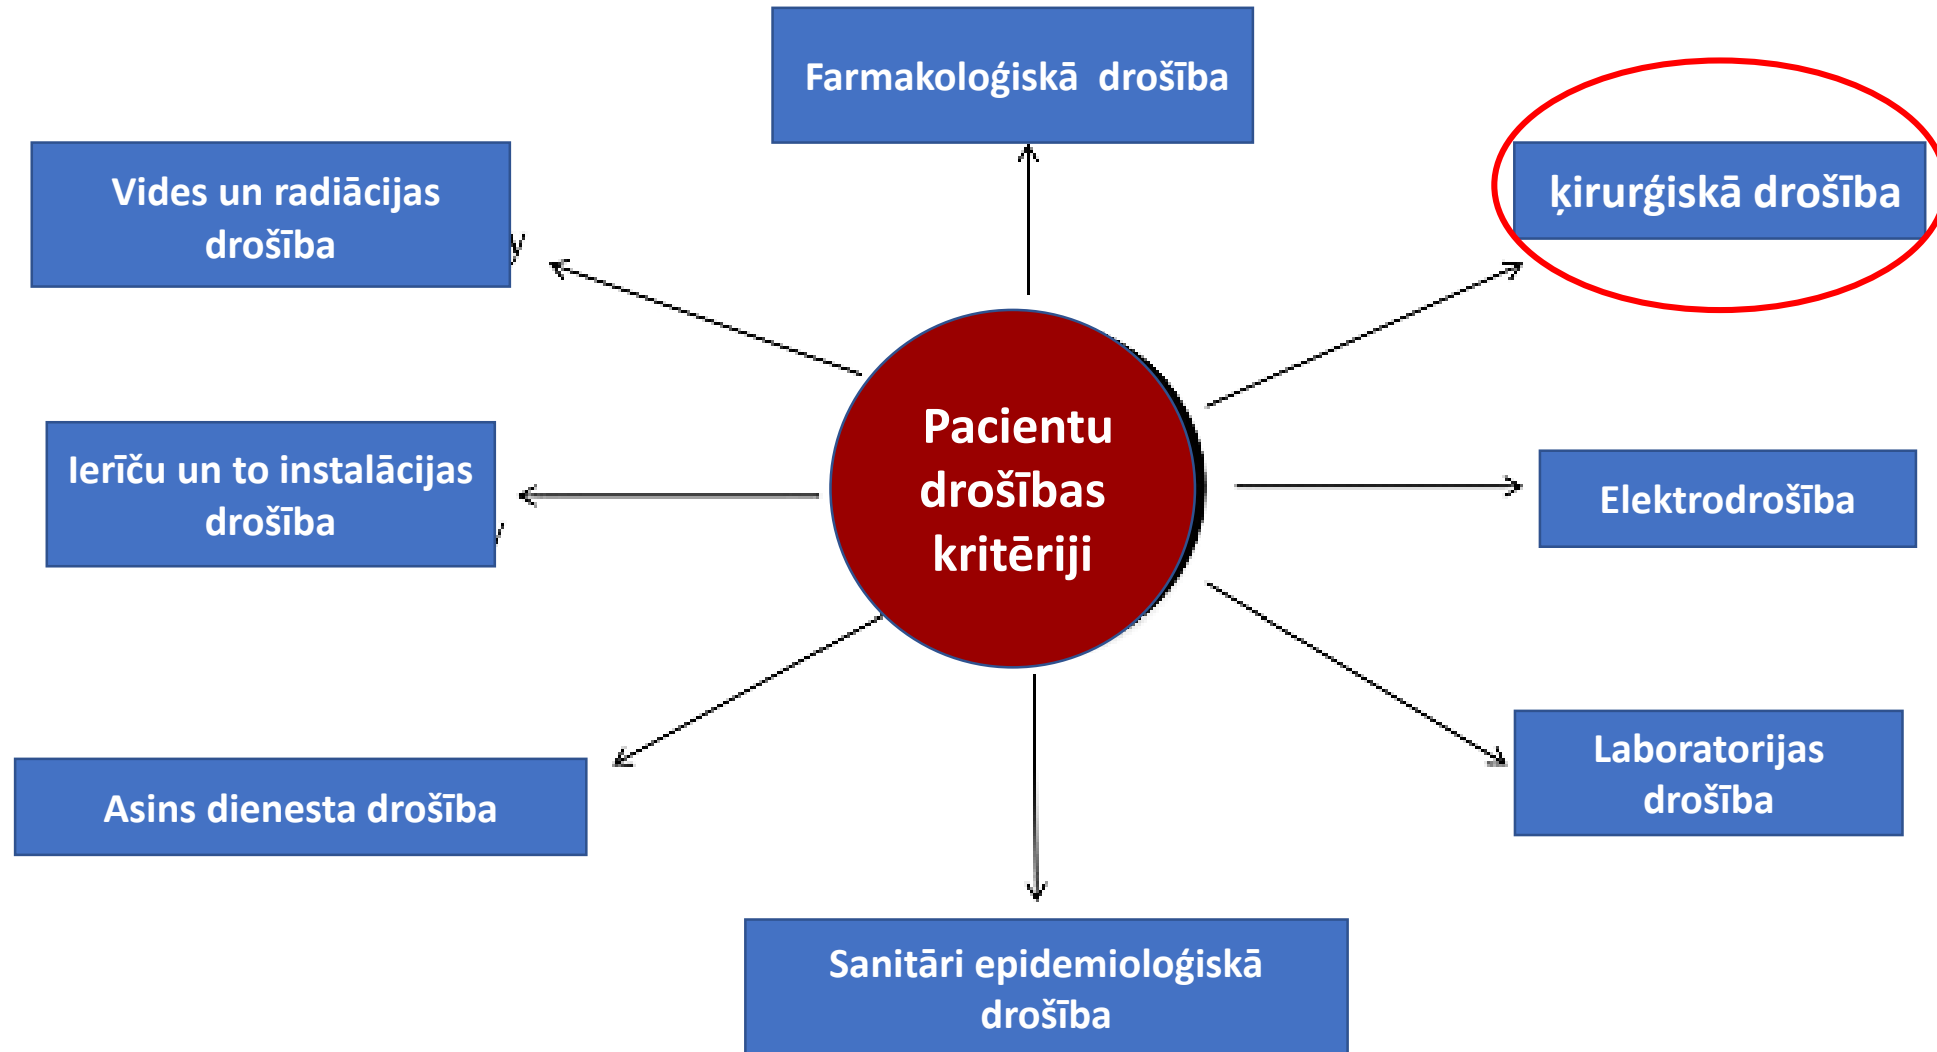 Farmakoloģiskā drošība
Vides un radiācijas
drošība
y
ķirurģiskā drošība
Pacientu
drošības
kritēriji
Ierīču un to instalācijas
drošība
Elektrodrošība
Laboratorijas
drošība
Asins dienesta drošība
Sanitāri epidemioloģiskā
drošība